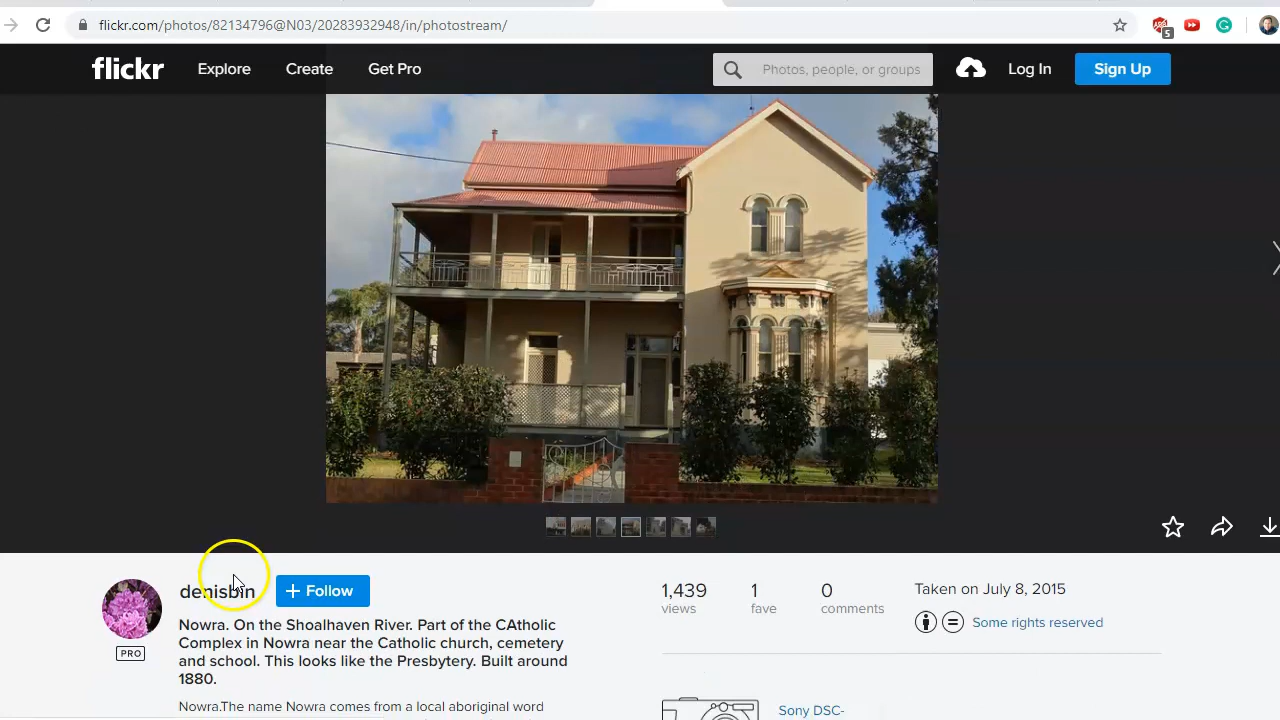 flickr.com/photos/82134796@N03/20283932948/in/photostream/
5
flickr
Explore
Create
Get Pro
Photos, people, or groups
Log In
Sign Up
denisbin
+ Follow
PRO
Nowra. On the Shoalhaven River. Part of the CAtholic
Complex in Nowra near the Catholic church, cemetery
and school. This looks like the Presbytery. Built around
1880.
Nowra.The name Nowra comes from a local aboriginal word
1,439
views
1
fave
0
comments
Taken on July 8, 2015
Some rights reserved
Sony DSC-